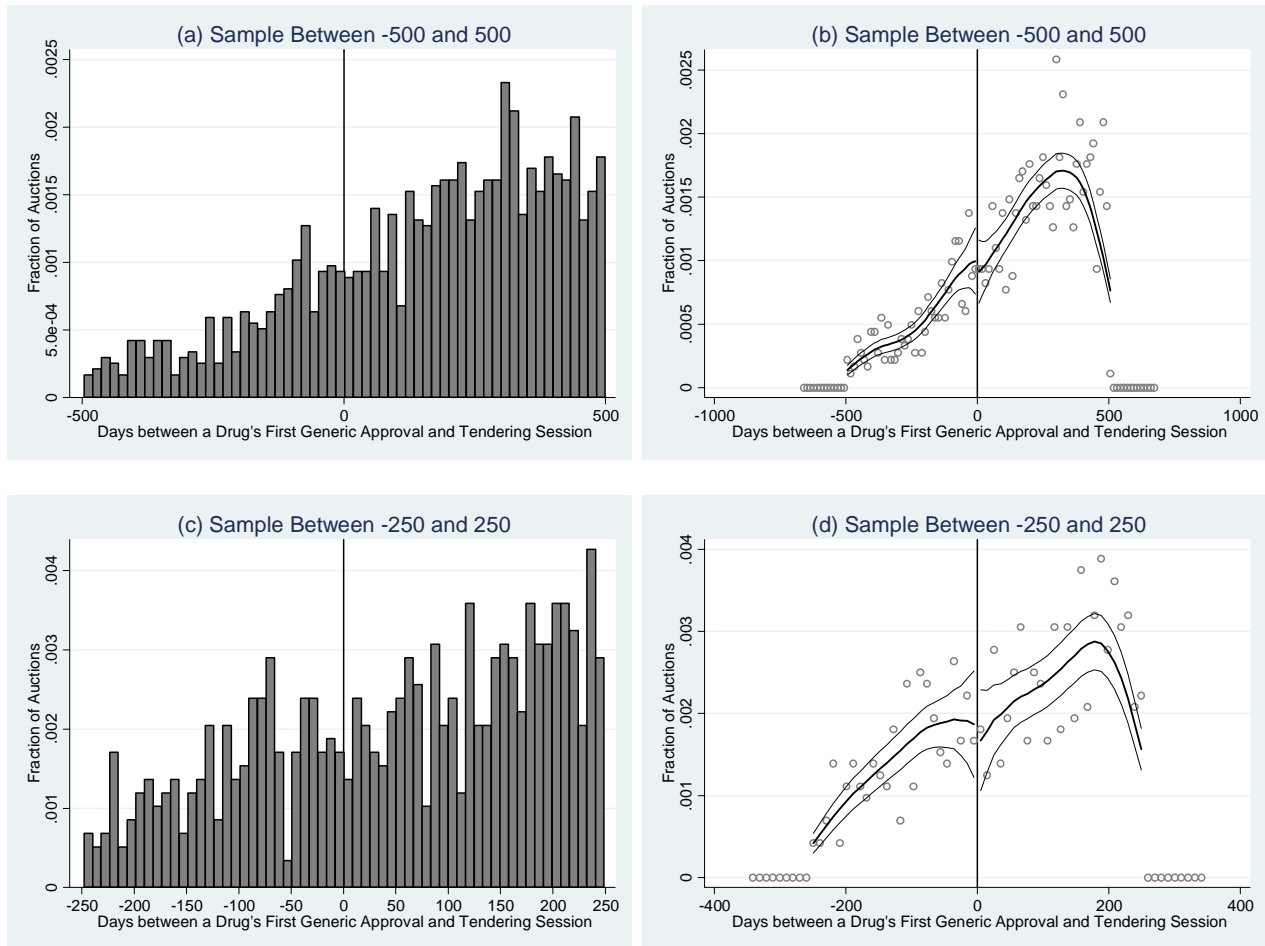 (a) Sample Between -500 and 500
Fraction of Auctions
0 5.0e-04 .001 .0015 .002 .0025
-500 0 500
Days between a Drug's First Generic Approval and Tendering Session
(b) Sample Between -500 and 500
Fraction of Auctions
0 .0005 .001 .0015 .002 .0025
-1000 -500 0 500 1000
Days between a Drug's First Generic Approval and Tendering Session
(c) Sample Between -250 and 250
Fraction of Auctions
0 .001 .002 .003 .004
-250 -200 -150 -100 -50 0 50 100 150 200 250
Days between a Drug's First Generic Approval and Tendering Session
(d) Sample Between -250 and 250
Fraction of Auctions
0 .001 .002 .003 .004
-400 -200 0 200 400
Days between a Drug's First Generic Approval and Tendering Session